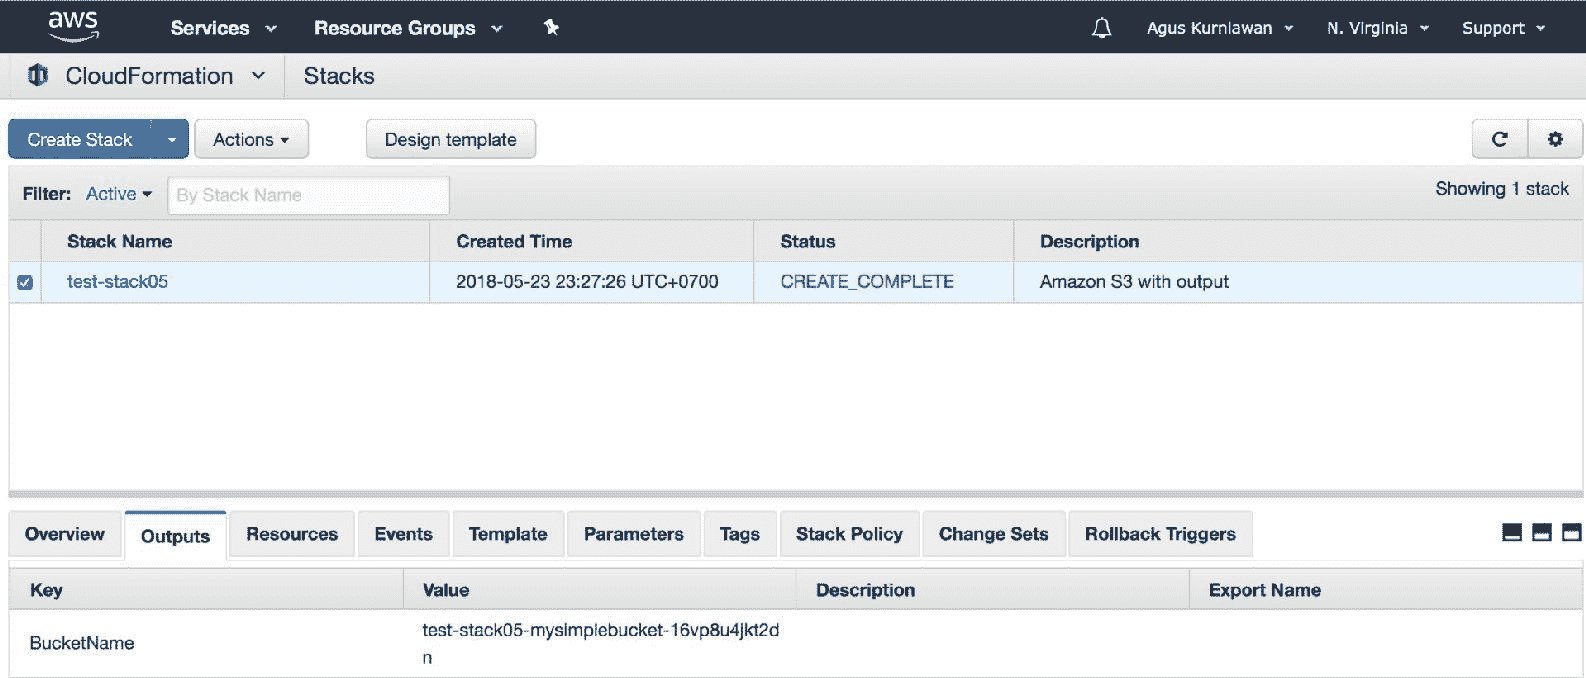 aws Services Resource Groups Agus Kurniawan N. Virginia Support
CloudFormation Stacks
Create Stack Actions Design template
Filter: Active By Stack Name Showing 1 stack
Stack Name Created Time Status Description
test-stack05 2018-05-23 23:27:26 UTC+0700 CREATE_COMPLETE Amazon S3 with output
Overview Outputs Resources Events Template Parameters Tags Stack Policy Change Sets Rollback Triggers
Key Value Description Export Name
BucketName test-stack05-mysimplebucket-16vp8u4jkt2d
n